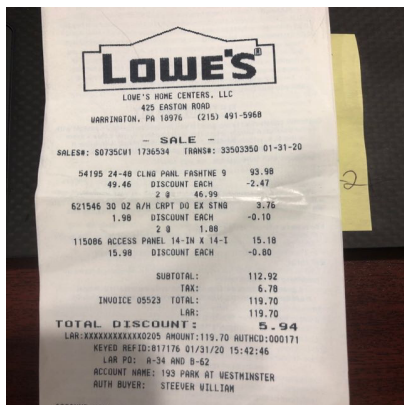 LOWE'S®
LOWE'S HOME CENTERS, LLC
425 EASTON ROAD
WARRINGTON, PA 18976 (215) 491-5968
- SALE -
SALES#: S0735CW1 1736534 TRANS#: 33503350 01-31-20
54195 24-48 CLNG PANL FASHTNE 9 93.98
49.46 DISCOUNT EACH -2.47
2 @ 46.99
621546 30 OZ A/H CRPT DO EX STNG 3.76
1.98 DISCOUNT EACH -0.10
2 @ 1.88
115086 ACCESS PANEL 14-IN X 14-I 15.18
15.98 DISCOUNT EACH -0.80
SUBTOTAL: 112.92
TAX: 6.78
INVOICE 05523 TOTAL: 119.70
LAR: 119.70
TOTAL DISCOUNT: 5.94
LAR:XXXXXXXXXXXX0205 AMOUNT:119.70 AUTHCD:000171
KEYED REFID:817176 01/31/20 15:42:46
LAR PO: A-34 AND B-62
ACCOUNT NAME: 193 PARK AT WESTMINSTER
AUTH BUYER: STEEVER WILLIAM
2